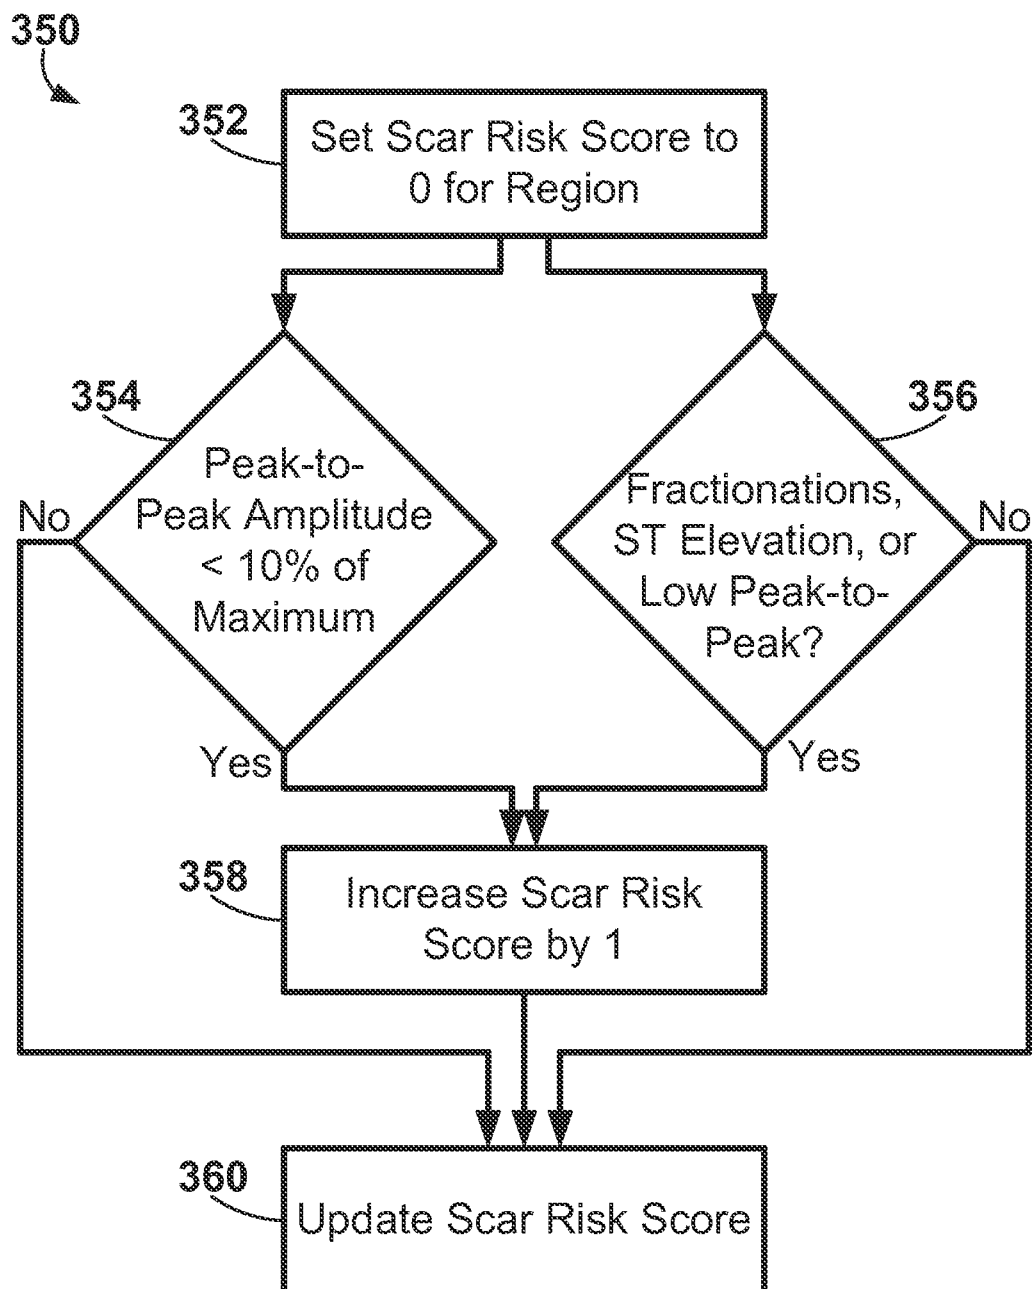 350
352
Set Scar Risk Score to
0 for Region
354
356
Peak-to-
Peak Amplitude
< 10% of
Maximum
Fractionations,
ST Elevation, or
Low Peak-to-
Peak?
No
No
Yes
Yes
358
Increase Scar Risk
Score by 1
360
Update Scar Risk Score